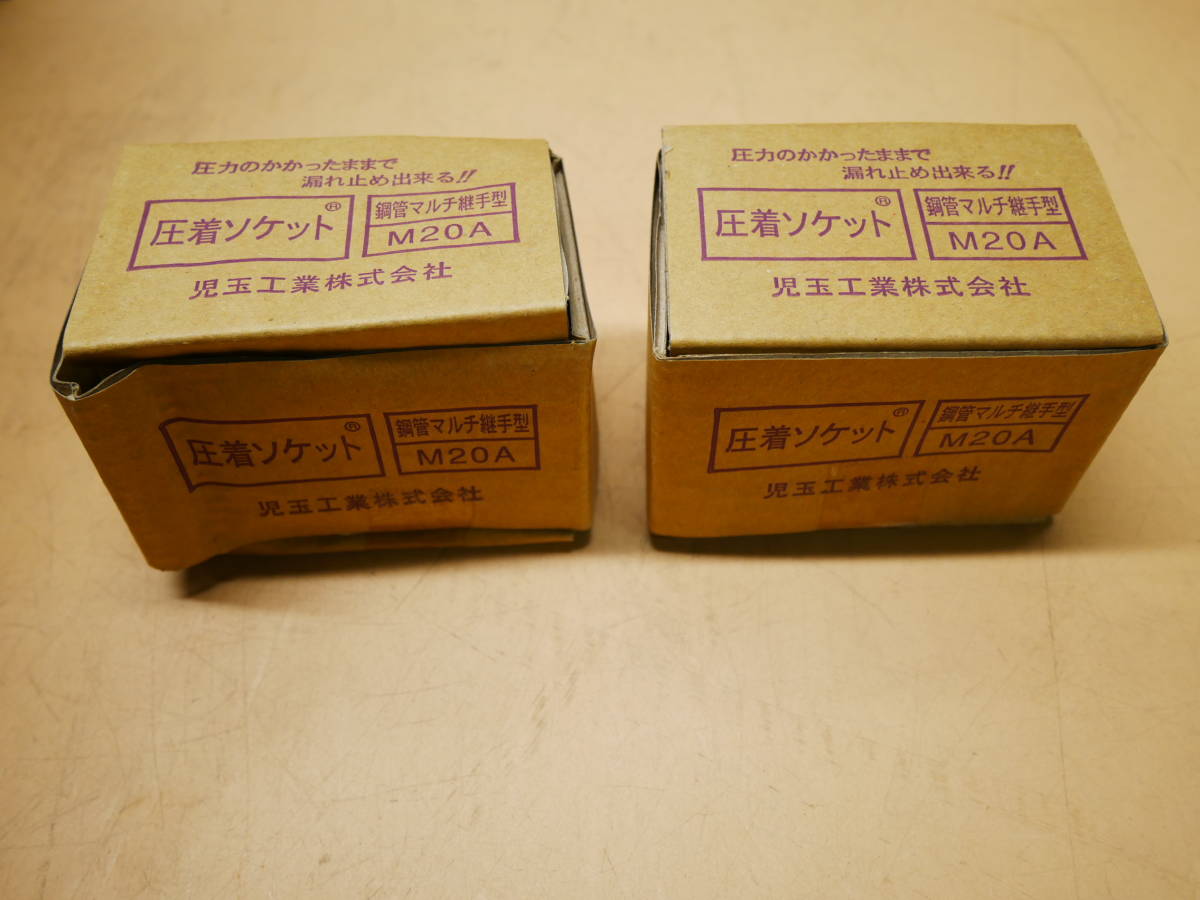 圧力のかかったままで
漏れ止め出来る!!
圧着ソケット®
鋼管マルチ継手型
M20A
児玉工業株式会社
圧着ソケット®
鋼管マルチ継手型
M20A
児玉工業株式会社
圧力のかかったままで
漏れ止め出来る!!
圧着ソケット®
鋼管マルチ継手型
M20A
児玉工業株式会社
圧着ソケット®
鋼管マルチ継手型
M20A
児玉工業株式会社